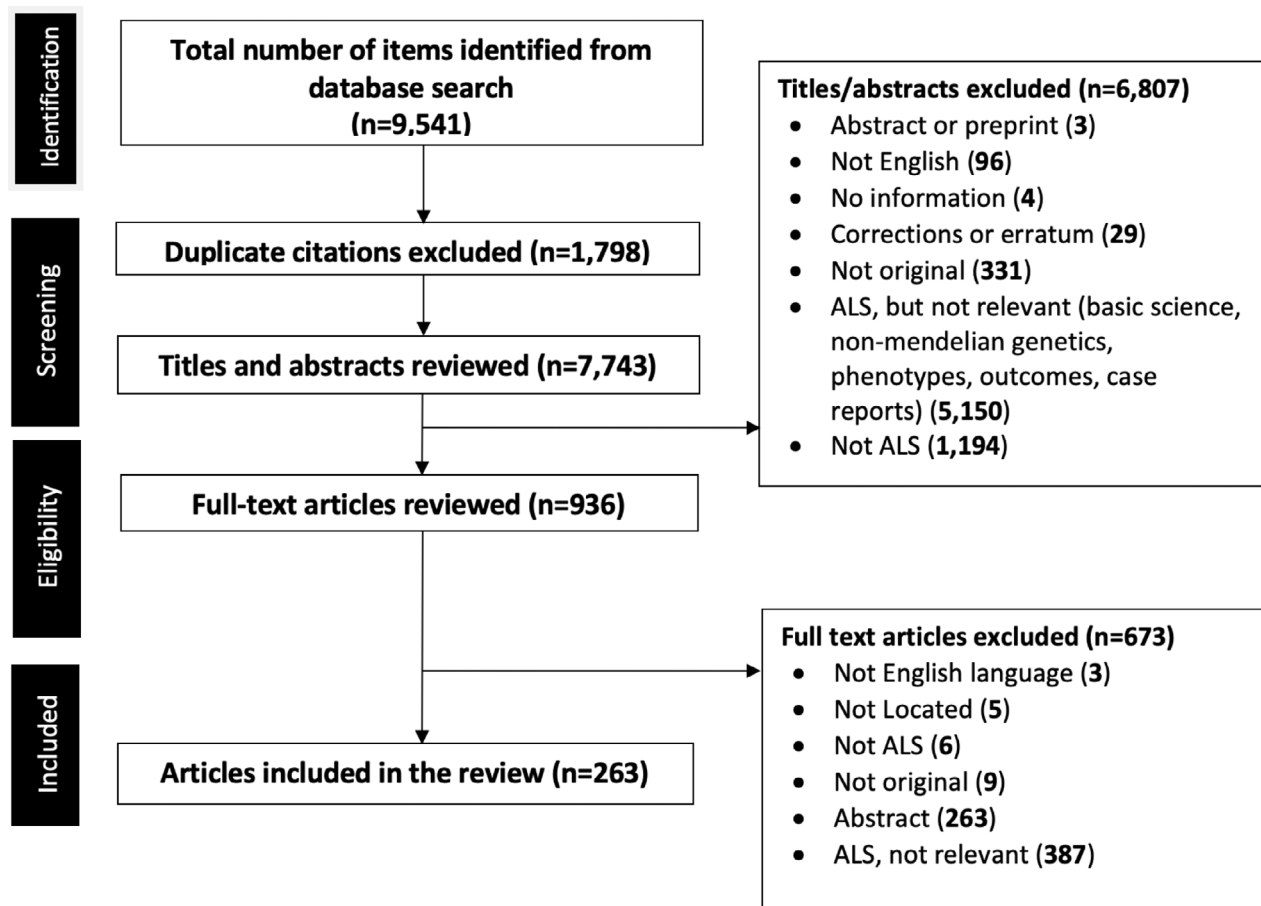 Identification
Total number of items identified from
database search
(n=9,541)
Titles/abstracts excluded (n=6,807)
• Abstract or preprint (3)
• Not English (96)
• No information (4)
• Corrections or erratum (29)
• Not original (331)
• ALS, but not relevant (basic science,
non-mendelian genetics,
phenotypes, outcomes, case
reports) (5,150)
• Not ALS (1,194)
Screening
Duplicate citations excluded (n=1,798)
Titles and abstracts reviewed (n=7,743)
Eligibility
Full-text articles reviewed (n=936)
Full text articles excluded (n=673)
• Not English language (3)
• Not Located (5)
• Not ALS (6)
• Not original (9)
• Abstract (263)
• ALS, not relevant (387)
Included
Articles included in the review (n=263)